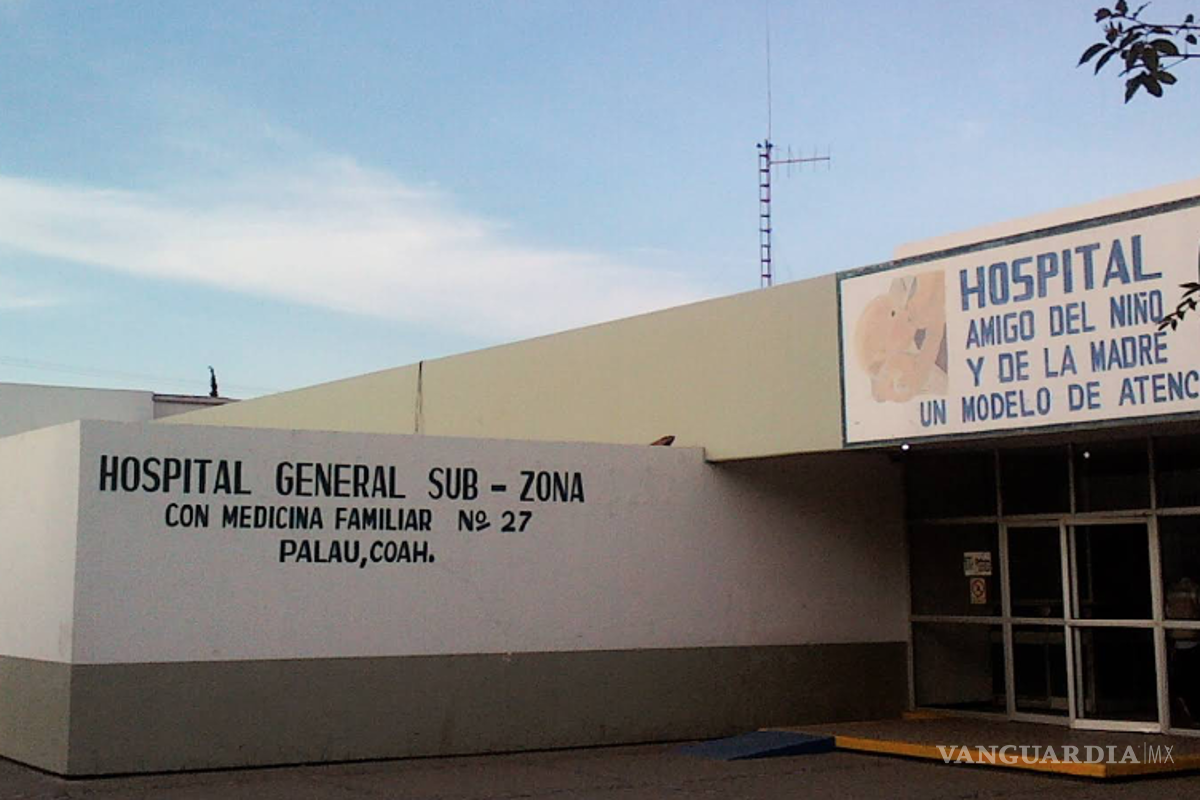 HOSPITAL GENERAL SUB - ZONA
CON MEDICINA FAMILIAR Nº 27
PALAU, COAH.
HOSPITAL
AMIGO DEL NIÑO
Y DE LA MADRE
UN MODELO DE ATENC
VANGUARDIA|MX